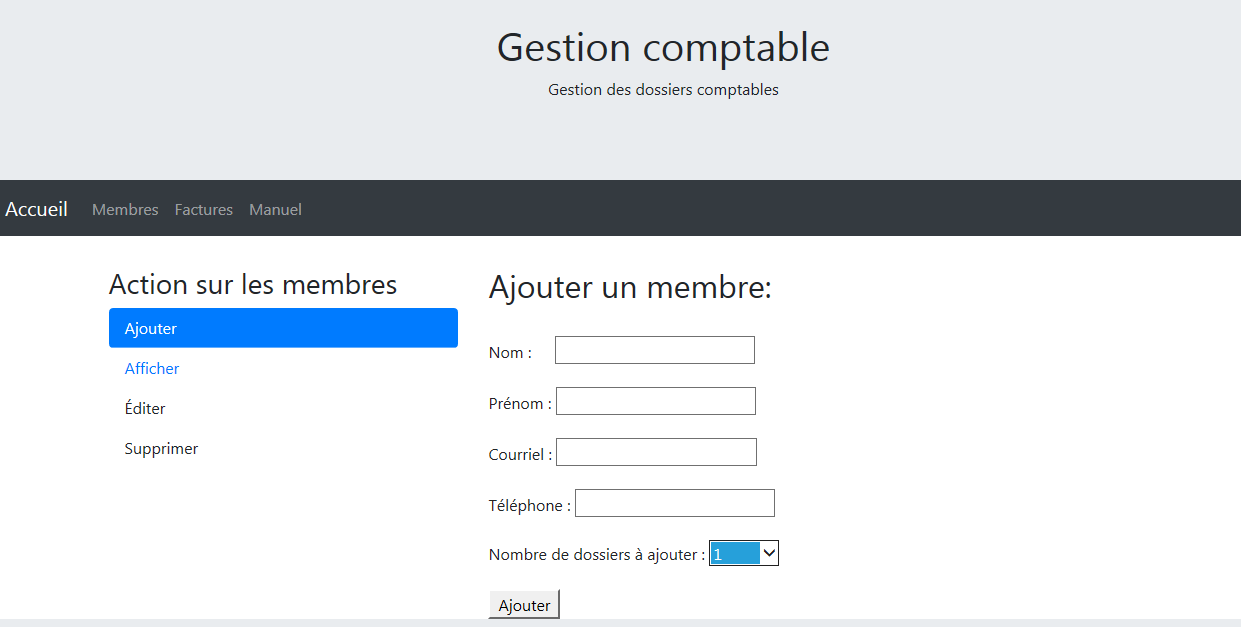 Gestion comptable
Gestion des dossiers comptables
Accueil Membres Factures Manuel
Action sur les membres
Ajouter
Afficher
Éditer
Supprimer
Ajouter un membre:
Nom :
Prénom :
Courriel :
Téléphone :
Nombre de dossiers à ajouter : 1
Ajouter